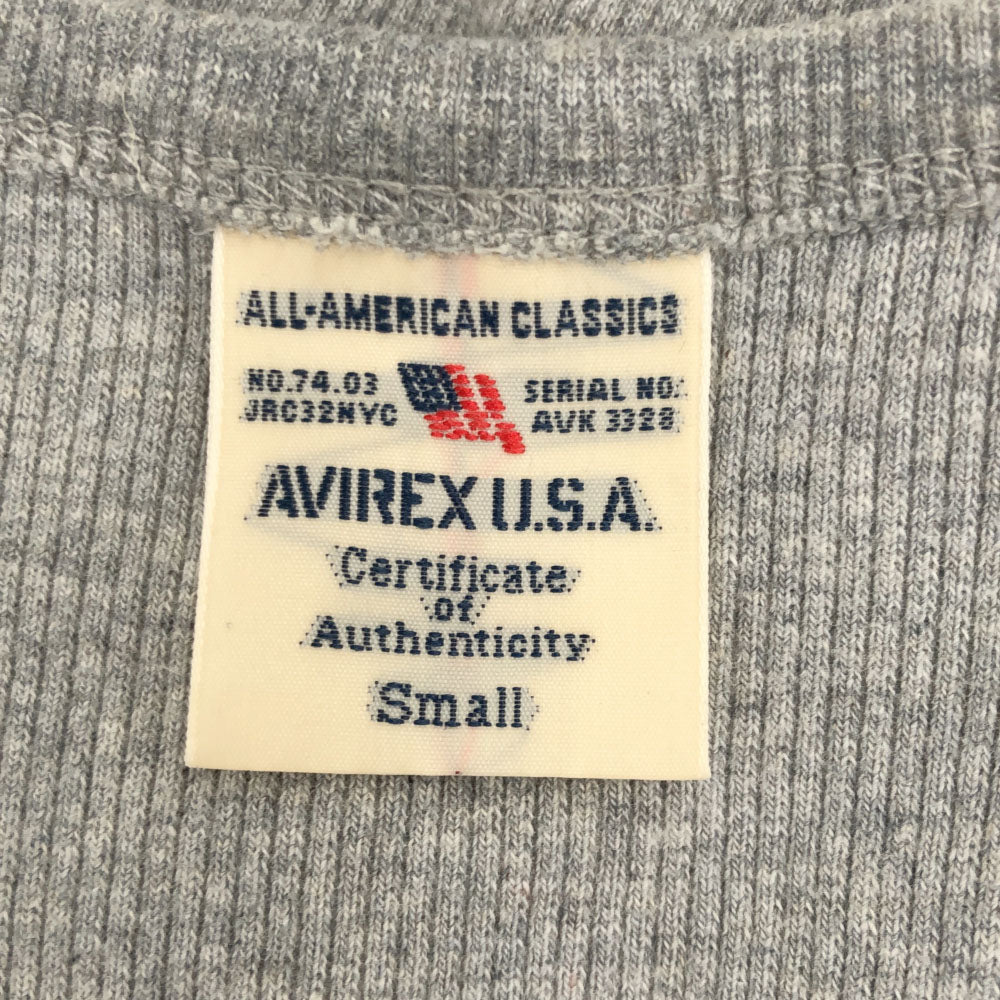 ALL-AMERICAN CLASSICS
NO.74.03
JRC32NYC
SERIAL NO.:
AVK 3328
AVIREX U.S.A.
Certificate
of
Authenticity
Small